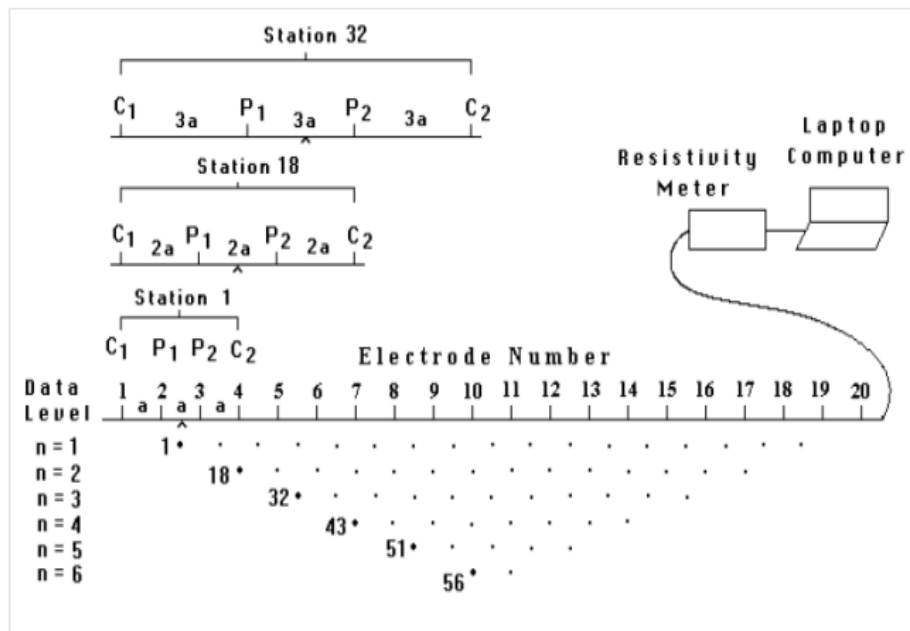 Station 32
C1 3a P1 3a P2 3a C2
Station 18
C1 2a P1 2a P2 2a C2
Station 1
C1 P1 P2 C2
Resistivity Meter
Laptop Computer
Electrode Number
Data Level
1 2 3 4 5 6 7 8 9 10 11 12 13 14 15 16 17 18 19 20
a a a
n = 1 1
n = 2 18
n = 3 32
n = 4 43
n = 5 51
n = 6 56